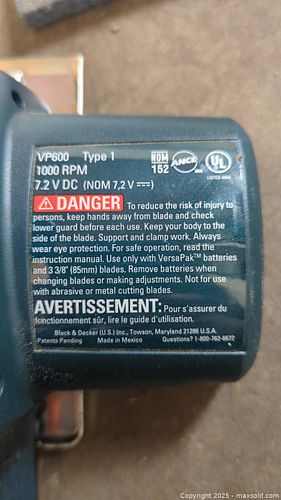 VP600 Type 1
1000 RPM
7.2 V DC (NOM 7,2 V ⎓)
NOM
152
ANCE
UL
DANGER To reduce the risk of injury to
persons, keep hands away from blade and check
lower guard before each use. Keep your body to the
side of the blade. Support and clamp work. Always
wear eye protection. For safe operation, read the
instruction manual. Use only with VersaPak™ batteries
and 3 3/8" (85mm) blades. Remove batteries when
changing blades or making adjustments. Not for use
with abrasive or metal cutting blades.
AVERTISSEMENT: Pour s'assurer du
fonctionnement sûr, lire le guide d'utilisation.
Black & Decker (U.S.) Inc., Towson, Maryland 21286 U.S.A.
Patents Pending Made in Mexico Questions? 1-800-762-6672
Copyright 2025 - maxsold.com